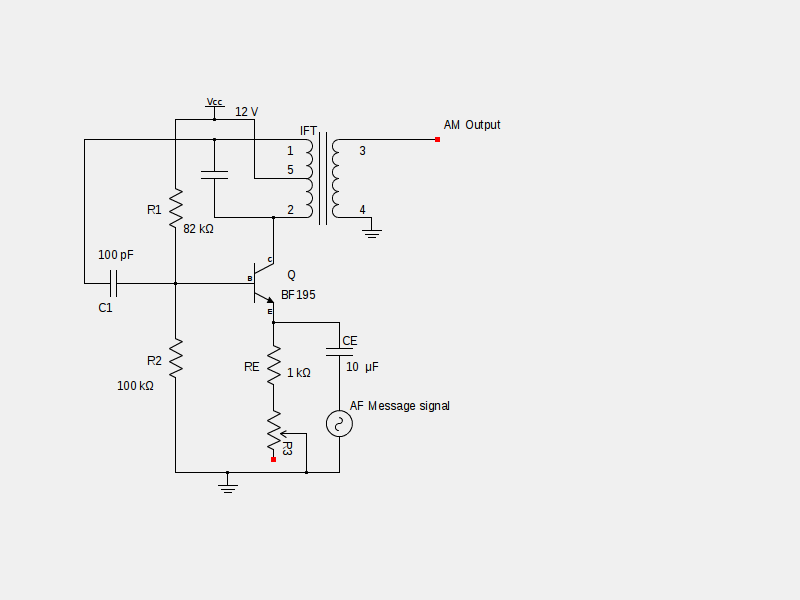 Vcc
12 V
AM Output
IFT
1
3
5
R1
2
4
82 kΩ
100 pF
C
B
Q
BF195
C1
E
CE
R2
RE
1 kΩ
10 µF
100 kΩ
AF Message signal
R3